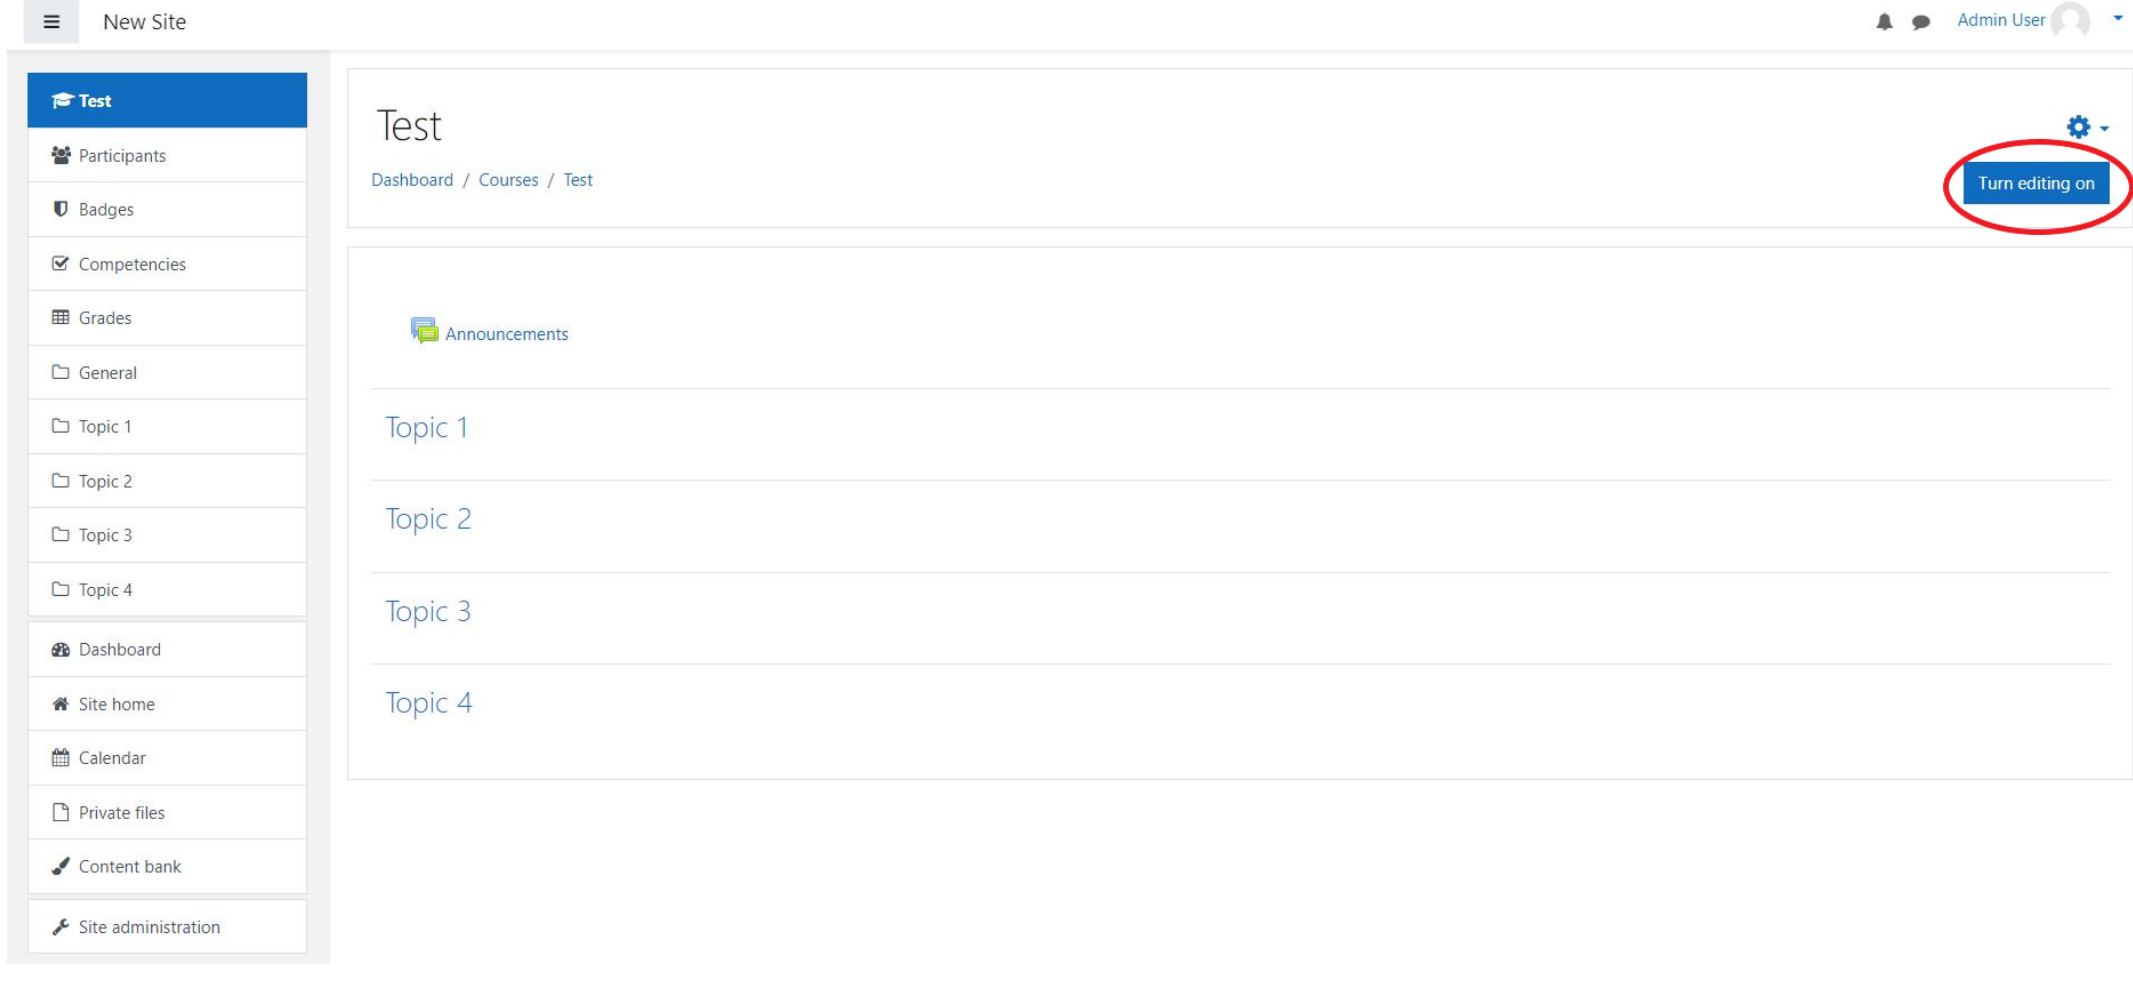 New Site
Admin User
Test
Participants
Badges
Competencies
Grades
General
Topic 1
Topic 2
Topic 3
Topic 4
Dashboard
Site home
Calendar
Private files
Content bank
Site administration
Test
Dashboard / Courses / Test
Turn editing on
Announcements
Topic 1
Topic 2
Topic 3
Topic 4